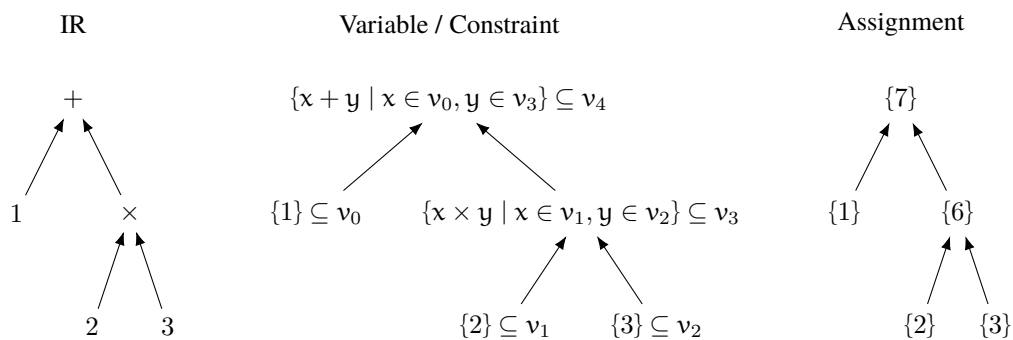 IR Variable / Constraint Assignment
+ {x + y | x ∈ v₀, y ∈ v₃} ⊆ v₄ {7}
1 × {1} ⊆ v₀ {x × y | x ∈ v₁, y ∈ v₂} ⊆ v₃ {1} {6}
2 3 {2} ⊆ v₁ {3} ⊆ v₂ {2} {3}